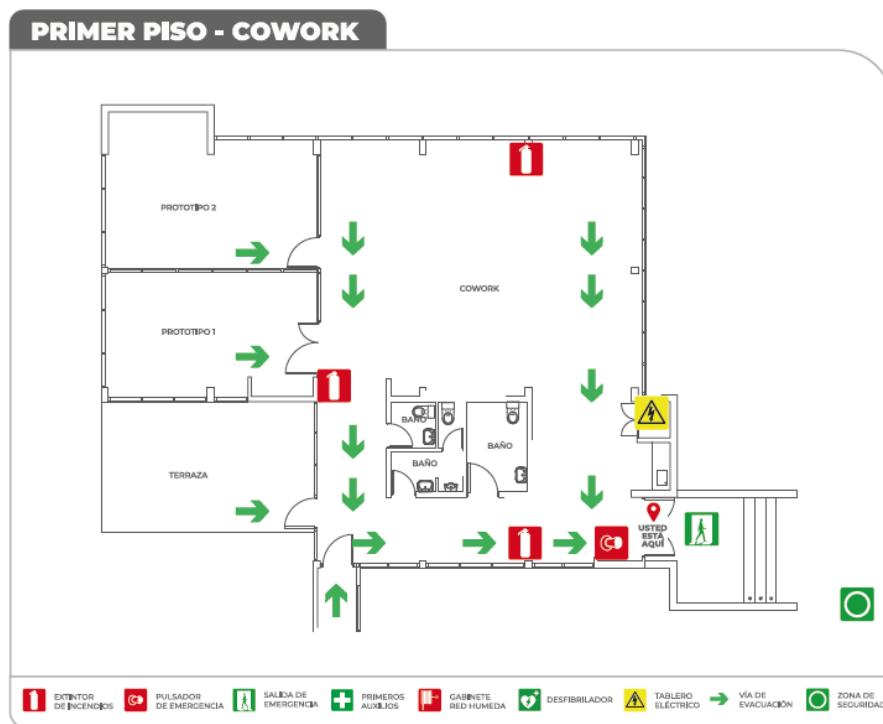 PRIMER PISO - COWORK
PROTOTIPO 2
COWORK
PROTOTIPO 1
BAÑO
BAÑO
BAÑO
TERRAZA
USTED
ESTÁ
AQUÍ
EXTINTOR
DE INCENDIOS
PULSADOR
DE EMERGENCIA
SALIDA DE
EMERGENCIA
PRIMEROS
AUXILIOS
GABINETE
RED HUMEDA
DESFIBRILADOR
TABLERO
ELÉCTRICO
VÍA DE
EVACUACIÓN
ZONA DE
SEGURIDAD